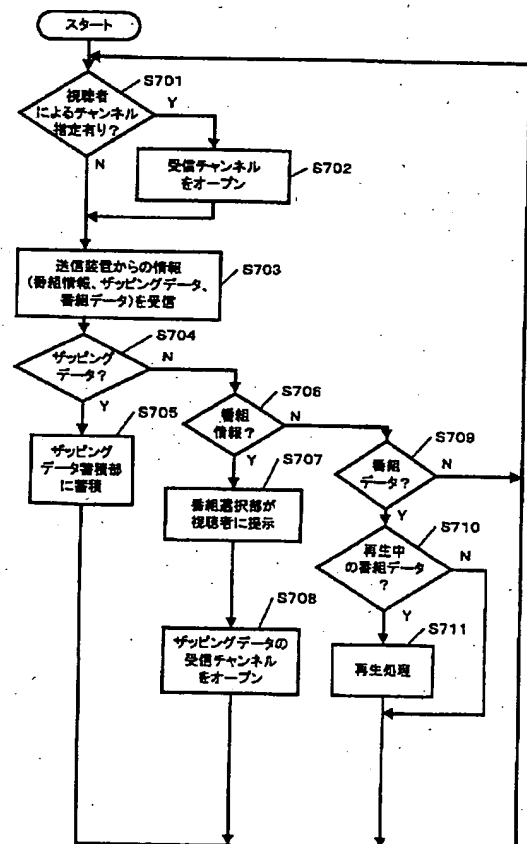 スタート
S701
視聴者
によるチャンネル
指定有り？
Y
N
受信チャンネル
をオープン
S702
送信装置からの情報
(番組情報、ザッピングデータ、
番組データ)を受信
S703
S704
ザッピング
データ？
N
Y
S705
ザッピング
データ蓄積部
に蓄積
S706
番組
情報？
N
Y
S707
番組選択部が
視聴者に提示
S708
ザッピングデータの
受信チャンネル
をオープン
S709
番組
データ？
N
Y
S710
再生中
の番組データ
？
N
Y
S711
再生処理